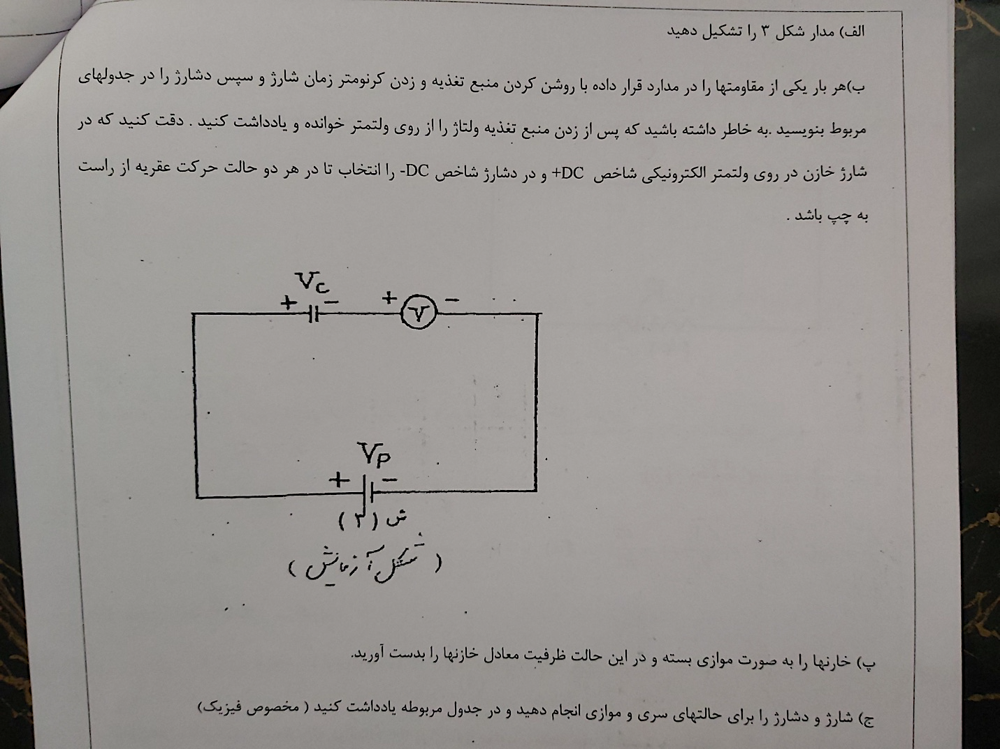 الف) مدار شکل ۳ را تشکیل دهید
ب)هر بار یکی از مقاومتها را در مدارد قرار داده با روشن کردن منبع تغذیه و زدن کرنومتر زمان شارژ و سپس دشارژ را در جدولهای
مربوط بنویسید .به خاطر داشته باشید که پس از زدن منبع تغذیه ولتاژ را از روی ولتمتر خوانده و یادداشت کنید . دقت کنید که در
شارژ خازن در روی ولتمتر الکترونیکی شاخص DC+ و در دشارژ شاخص DC- را انتخاب تا در هر دو حالت حرکت عقربه از راست
به چپ باشد .
Vc
+ - + V -
Vp
+ -
ش (۳)
( شکل آزمایش )
پ) خارنها را به صورت موازی بسته و در این حالت ظرفیت معادل خازنها را بدست آورید.
ج) شارژ و دشارژ را برای حالتهای سری و موازی انجام دهید و در جدول مربوطه یادداشت کنید ( مخصوص فیزیک)